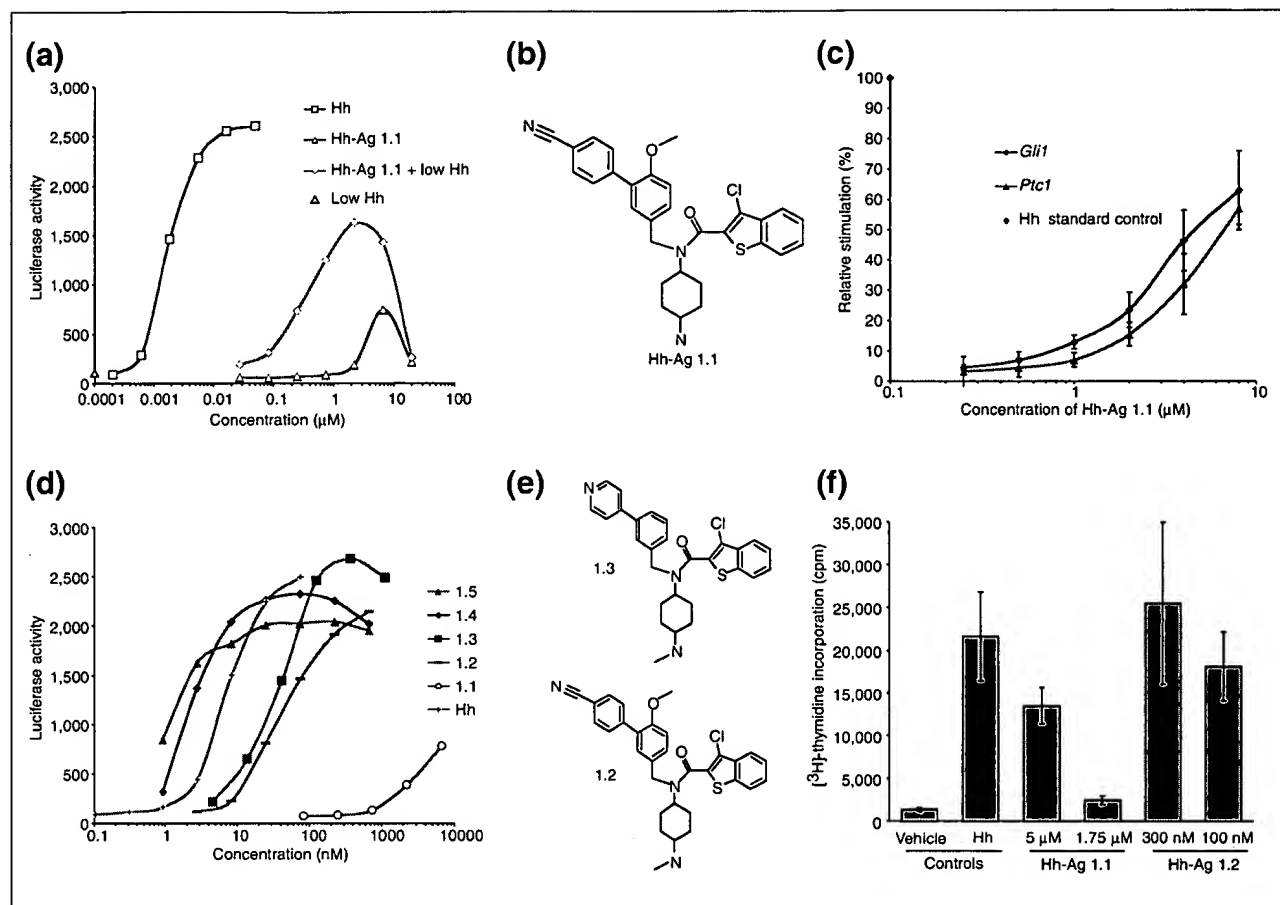 (a)
3,000
2,500
2,000
1,500
1,000
500
0
Luciferase activity
Hh
Hh-Ag 1.1
Hh-Ag 1.1 + low Hh
Low Hh
0.0001 0.001 0.01 0.1 1 10 100
Concentration (µM)
(b)
N
O
Cl
O
N
S
N
Hh-Ag 1.1
(c)
100
90
80
70
60
50
40
30
20
10
0
Relative stimulation (%)
Gli1
Ptc1
Hh standard control
0.1 1 10
Concentration of Hh-Ag 1.1 (µM)
(d)
3,000
2,500
2,000
1,500
1,000
500
0
Luciferase activity
1.5
1.4
1.3
1.2
1.1
Hh
0.1 1 10 100 1000 10000
Concentration (nM)
(e)
N
Cl
O
1.3
N
S
N
N
O
Cl
O
1.2
N
S
N
(f)
35,000
30,000
25,000
20,000
15,000
10,000
5,000
0
[³H]-thymidine incorporation (cpm)
Vehicle Hh 5 µM 1.75 µM 300 nM 100 nM
Controls Hh-Ag 1.1 Hh-Ag 1.2